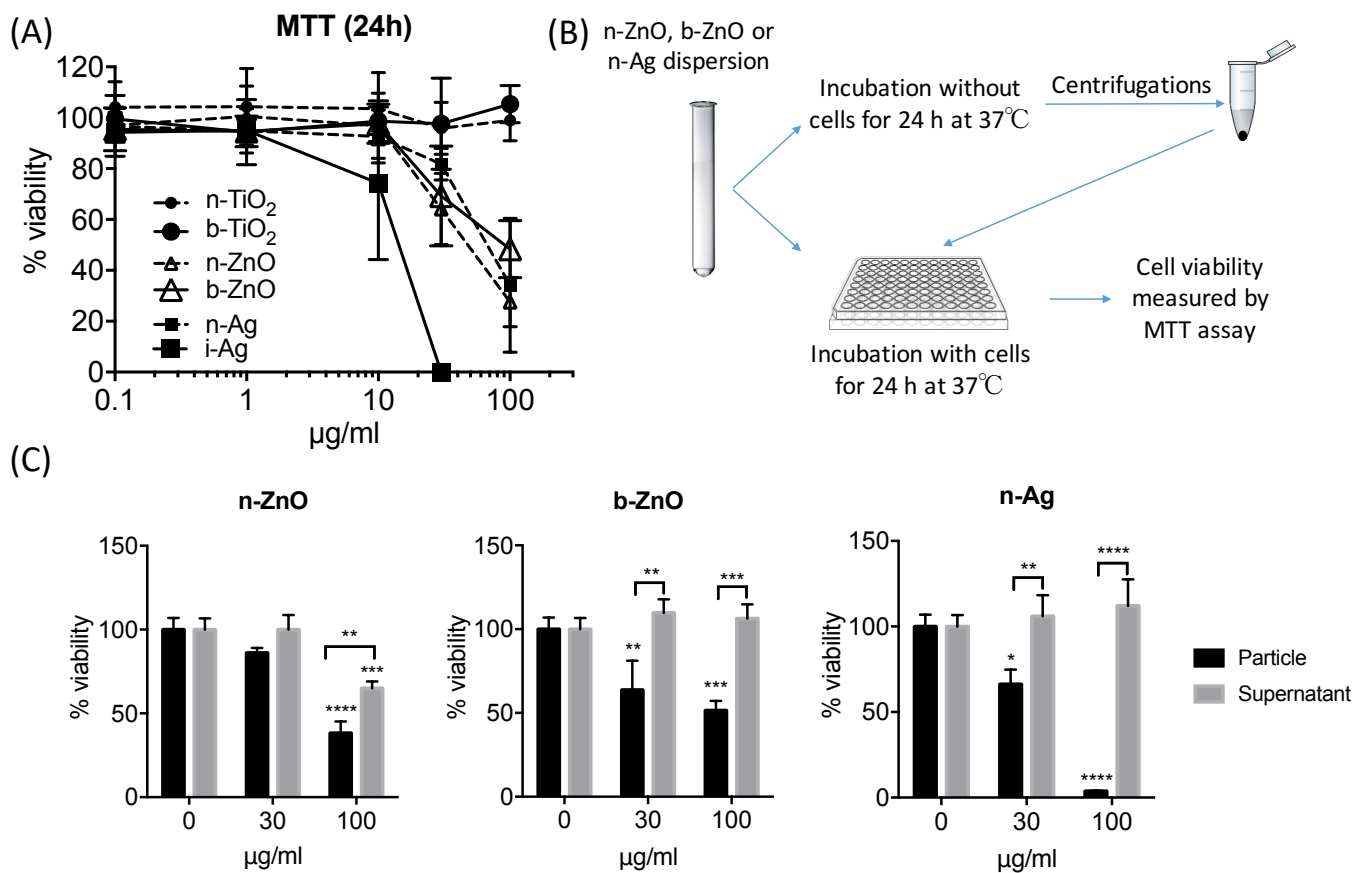 (A)
MTT (24h)
120
100
80
60
40
20
0
% viability
n-TiO2
b-TiO2
n-ZnO
b-ZnO
n-Ag
i-Ag
0.1
1
10
100
µg/ml
(B)
n-ZnO, b-ZnO or
n-Ag dispersion
Incubation without
cells for 24 h at 37℃
Centrifugations
Incubation with cells
for 24 h at 37℃
Cell viability
measured by
MTT assay
(C)
n-ZnO
150
100
50
0
% viability
**
***
****
0
30
100
µg/ml
b-ZnO
150
100
50
0
% viability
**
***
**
***
0
30
100
µg/ml
n-Ag
150
100
50
0
% viability
****
**
*
****
0
30
100
µg/ml
Particle
Supernatant